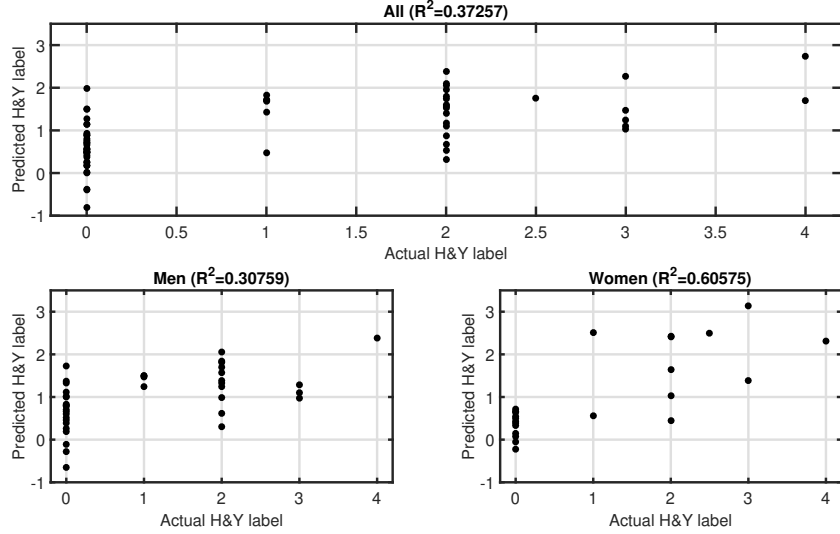 All (R²=0.37257)
3
2
1
0
-1
Predicted H&Y label
0 0.5 1 1.5 2 2.5 3 3.5 4
Actual H&Y label
Men (R²=0.30759)
3
2
1
0
-1
Predicted H&Y label
0 1 2 3 4
Actual H&Y label
Women (R²=0.60575)
3
2
1
0
-1
Predicted H&Y label
0 1 2 3 4
Actual H&Y label